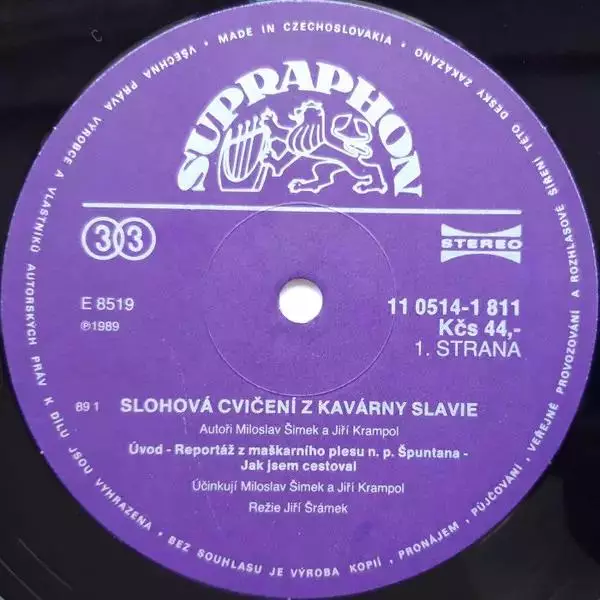 SUPRAPHON
33
STEREO
E 8519
℗1989
11 0514-1 811
Kčs 44,-
1. STRANA
89 1
SLOHOVÁ CVIČENÍ Z KAVÁRNY SLAVIE
Autoři Miloslav Šimek a Jiří Krampol
Úvod - Reportáž z maškarního plesu n. p. Špuntana -
Jak jsem cestoval
Účinkují Miloslav Šimek a Jiří Krampol
Režie Jiří Šrámek
MADE IN CZECHOSLOVAKIA • VŠECHNA PRÁVA VÝROBCE A VLASTNÍKŮ AUTORSKÝCH PRÁV K DÍLU JSOU VYHRAZENA • BEZ SOUHLASU JE VÝROBA KOPIÍ, PRONÁJEM, PŮJČOVÁNÍ, VEŘEJNÉ PROVOZOVÁNÍ A ROZHLASOVÉ ŠÍŘENÍ TÉTO DESKY ZAKÁZÁNO